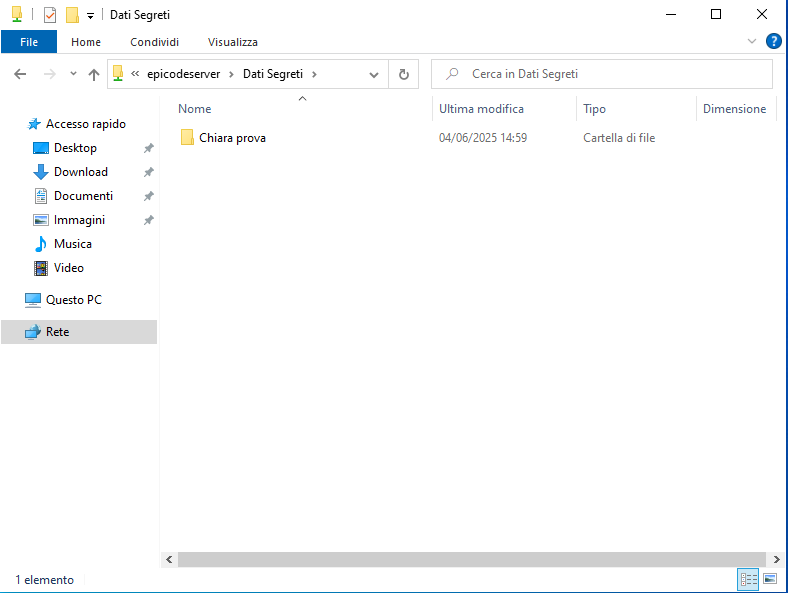 Dati Segreti
File Home Condividi Visualizza
« epicodeserver › Dati Segreti › Cerca in Dati Segreti
Nome Ultima modifica Tipo Dimensione
Chiara prova 04/06/2025 14:59 Cartella di file
Accesso rapido
Desktop
Download
Documenti
Immagini
Musica
Video
Questo PC
Rete
1 elemento